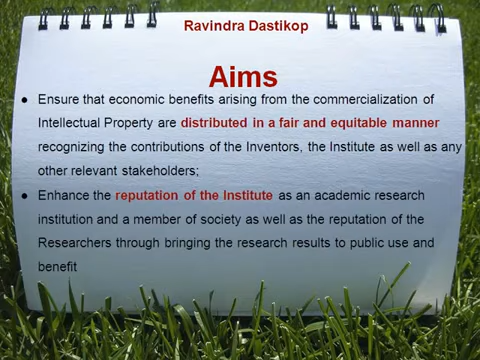 Ravindra Dastikop
Aims
● Ensure that economic benefits arising from the commercialization of
Intellectual Property are distributed in a fair and equitable manner
recognizing the contributions of the Inventors, the Institute as well as any
other relevant stakeholders;
● Enhance the reputation of the Institute as an academic research
institution and a member of society as well as the reputation of the
Researchers through bringing the research results to public use and
benefit